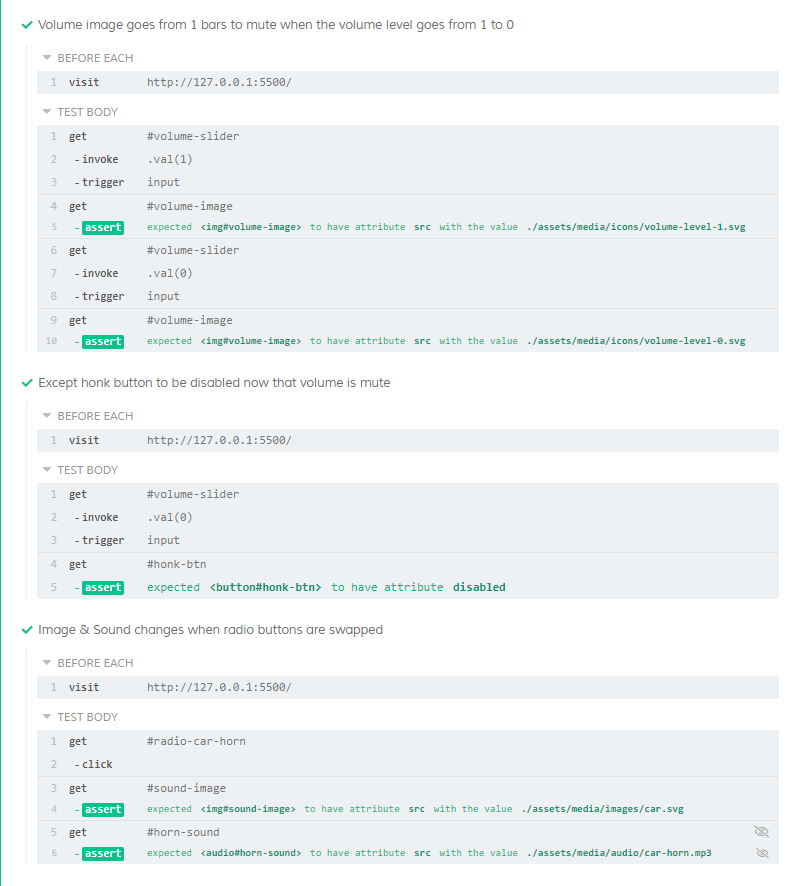 Volume image goes from 1 bars to mute when the volume level goes from 1 to 0
BEFORE EACH
1 visit http://127.0.0.1:5500/
TEST BODY
1 get #volume-slider
2 -invoke .val(1)
3 -trigger input
4 get #volume-image
5 -assert expected <img#volume-image> to have attribute src with the value ./assets/media/icons/volume-level-1.svg
6 get #volume-slider
7 -invoke .val(0)
8 -trigger input
9 get #volume-image
10 -assert expected <img#volume-image> to have attribute src with the value ./assets/media/icons/volume-level-0.svg
Except honk button to be disabled now that volume is mute
BEFORE EACH
1 visit http://127.0.0.1:5500/
TEST BODY
1 get #volume-slider
2 -invoke .val(0)
3 -trigger input
4 get #honk-btn
5 -assert expected <button#honk-btn> to have attribute disabled
Image & Sound changes when radio buttons are swapped
BEFORE EACH
1 visit http://127.0.0.1:5500/
TEST BODY
1 get #radio-car-horn
2 -click
3 get #sound-image
4 -assert expected <img#sound-image> to have attribute src with the value ./assets/media/images/car.svg
5 get #horn-sound
6 -assert expected <audio#horn-sound> to have attribute src with the value ./assets/media/audio/car-horn.mp3